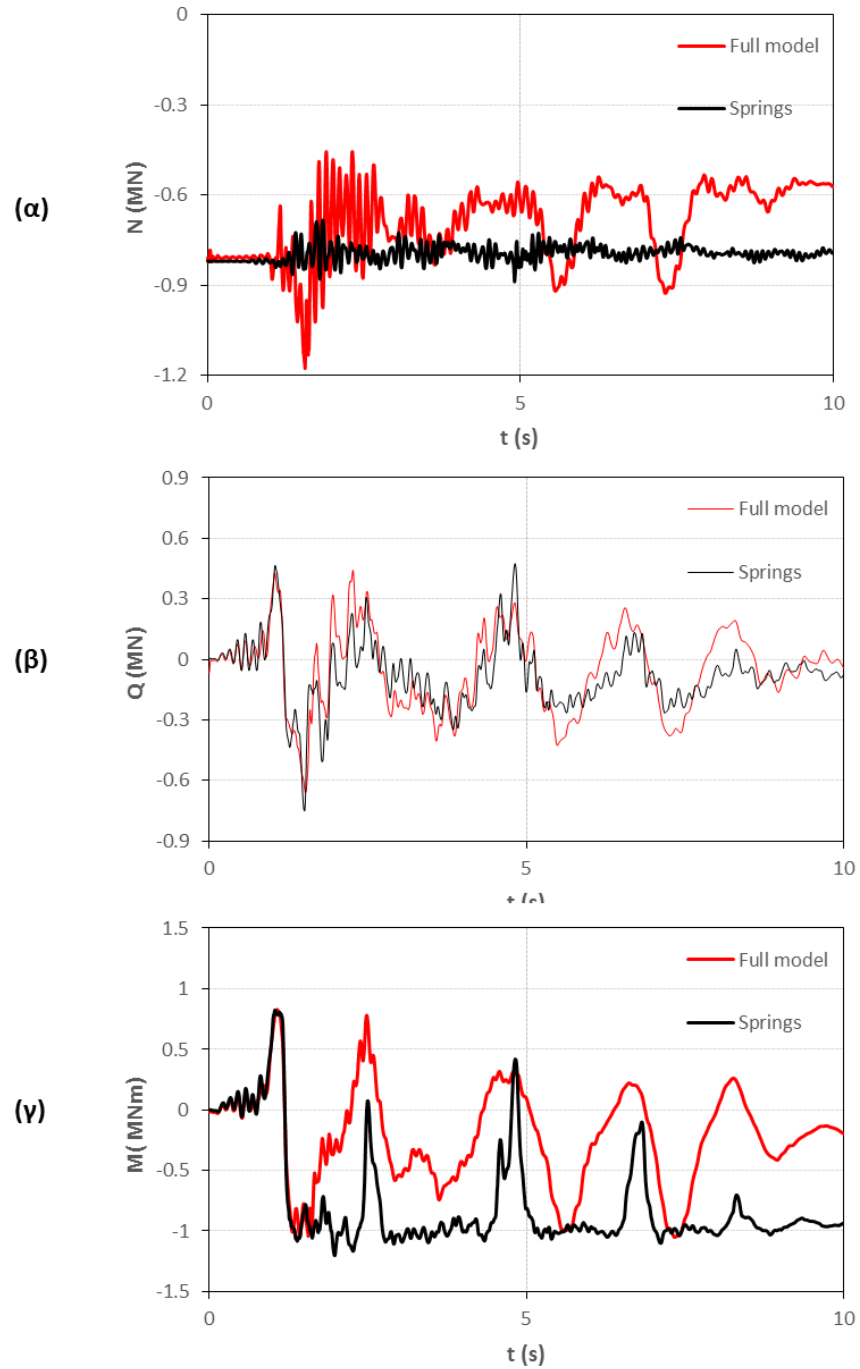 0
-0.3
-0.6
-0.9
-1.2
N (MN)
(α)
Full model
Springs
0
5
10
t (s)
0.9
0.6
0.3
0
-0.3
-0.6
-0.9
Q (MN)
(β)
Full model
Springs
0
5
10
t (s)
1.5
1
0.5
0
-0.5
-1
-1.5
M( MNm)
(γ)
Full model
Springs
0
5
10
t (s)